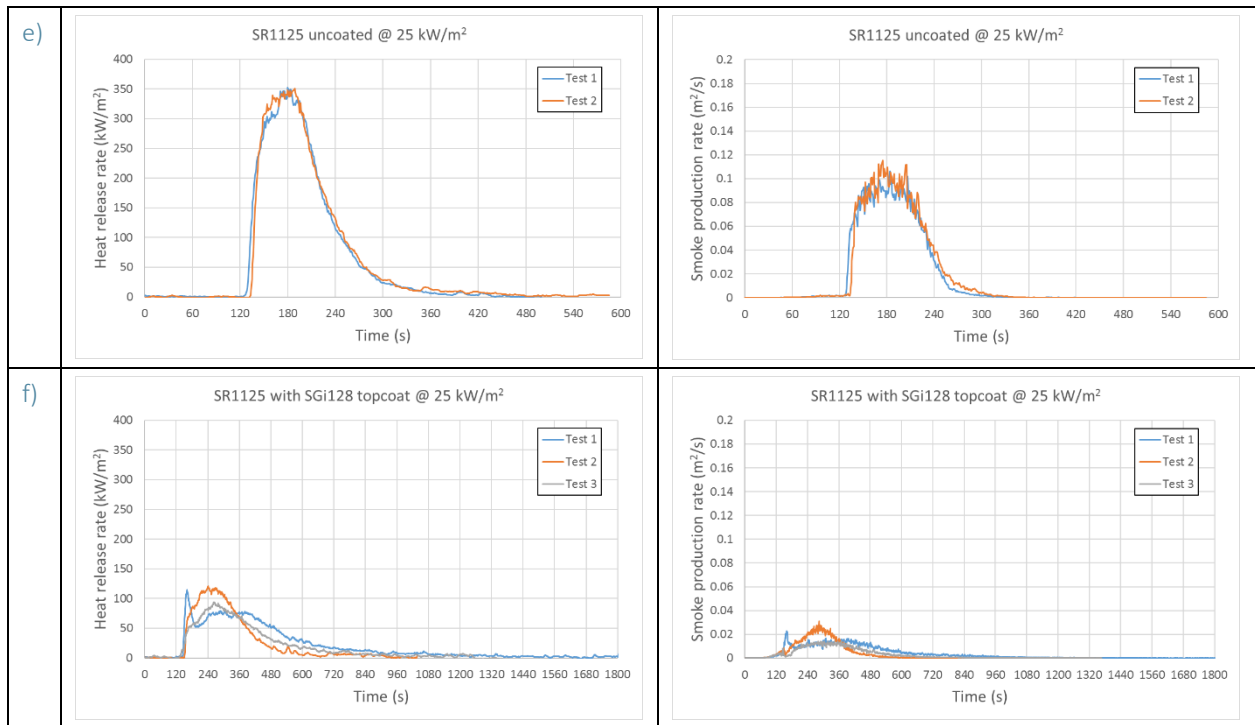 e)
SR1125 uncoated @ 25 kW/m²
Heat release rate (kW/m²)
400
350
300
250
200
150
100
50
0
Test 1
Test 2
0 60 120 180 240 300 360 420 480 540 600
Time (s)
SR1125 uncoated @ 25 kW/m²
Smoke production rate (m²/s)
0.2
0.18
0.16
0.14
0.12
0.1
0.08
0.06
0.04
0.02
0
Test 1
Test 2
0 60 120 180 240 300 360 420 480 540 600
Time (s)
f)
SR1125 with SGi128 topcoat @ 25 kW/m²
Heat release rate (kW/m²)
400
350
300
250
200
150
100
50
0
Test 1
Test 2
Test 3
0 120 240 360 480 600 720 840 960 1080 1200 1320 1440 1560 1680 1800
Time (s)
SR1125 with SGi128 topcoat @ 25 kW/m²
Smoke production rate (m²/s)
0.2
0.18
0.16
0.14
0.12
0.1
0.08
0.06
0.04
0.02
0
Test 1
Test 2
Test 3
0 120 240 360 480 600 720 840 960 1080 1200 1320 1440 1560 1680 1800
Time (s)